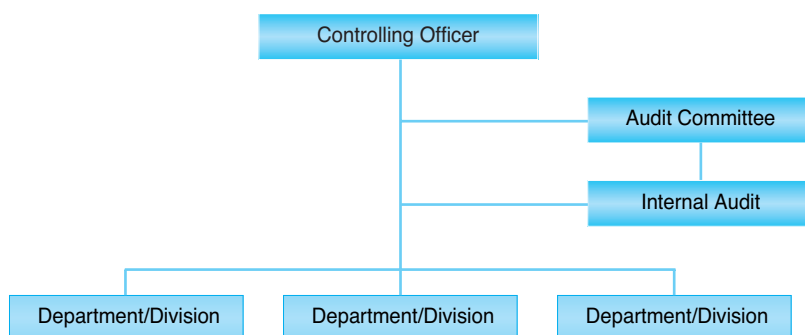 Controlling Officer
Audit Committee
Internal Audit
Department/Division
Department/Division
Department/Division